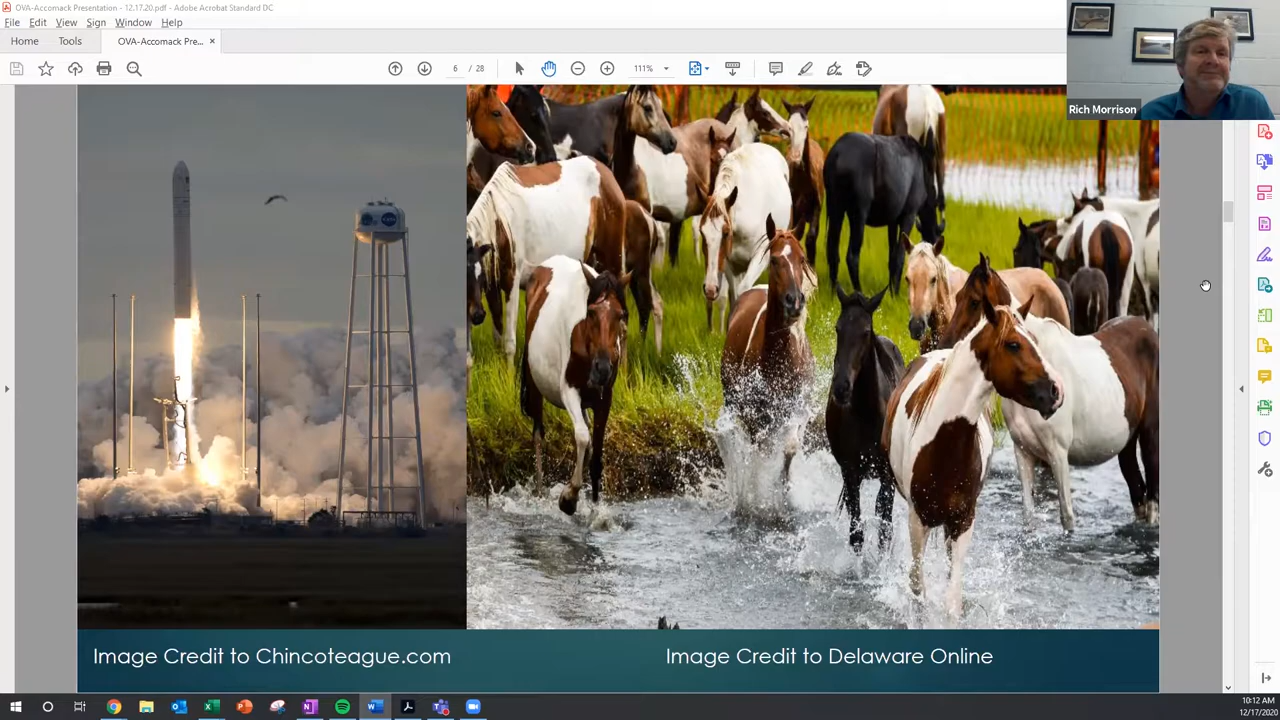 OVA-Accomack Presentation - 12.17.20.pdf - Adobe Acrobat Standard DC
File Edit View Sign Window Help
Home Tools OVA-Accomack Pre... ×
6 / 28 111%
Rich Morrison
NASA
Image Credit to Chincoteague.com
Image Credit to Delaware Online
10:12 AM
12/17/2020